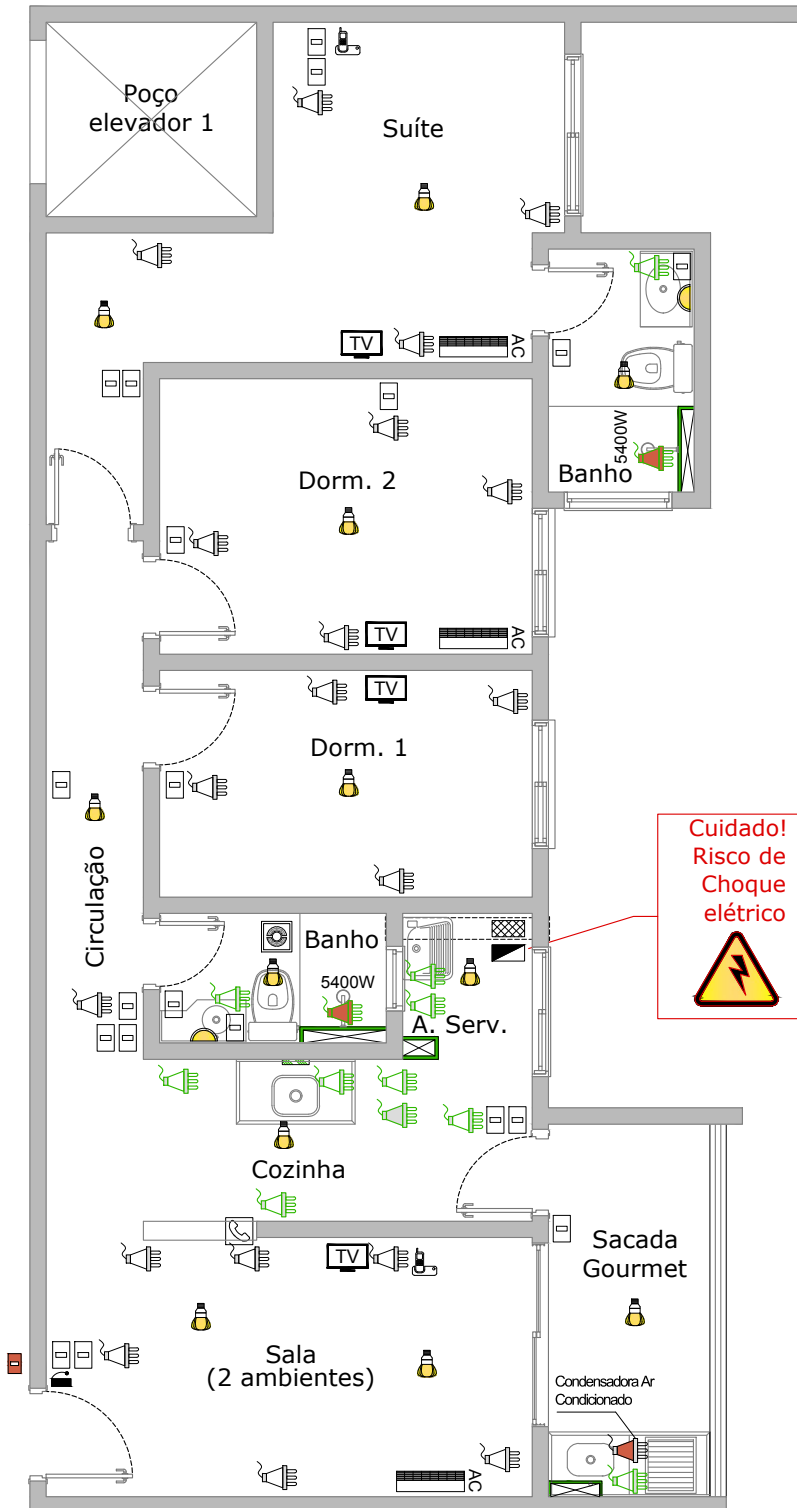 Poço
elevador 1
Suíte
TV
AC
5400W
Banho
Dorm. 2
TV
AC
TV
Dorm. 1
Cuidado!
Risco de
Choque
elétrico
Circulação
Banho
5400W
A. Serv.
Cozinha
Sacada
Gourmet
TV
Sala
(2 ambientes)
Condensadora Ar
Condicionado
AC